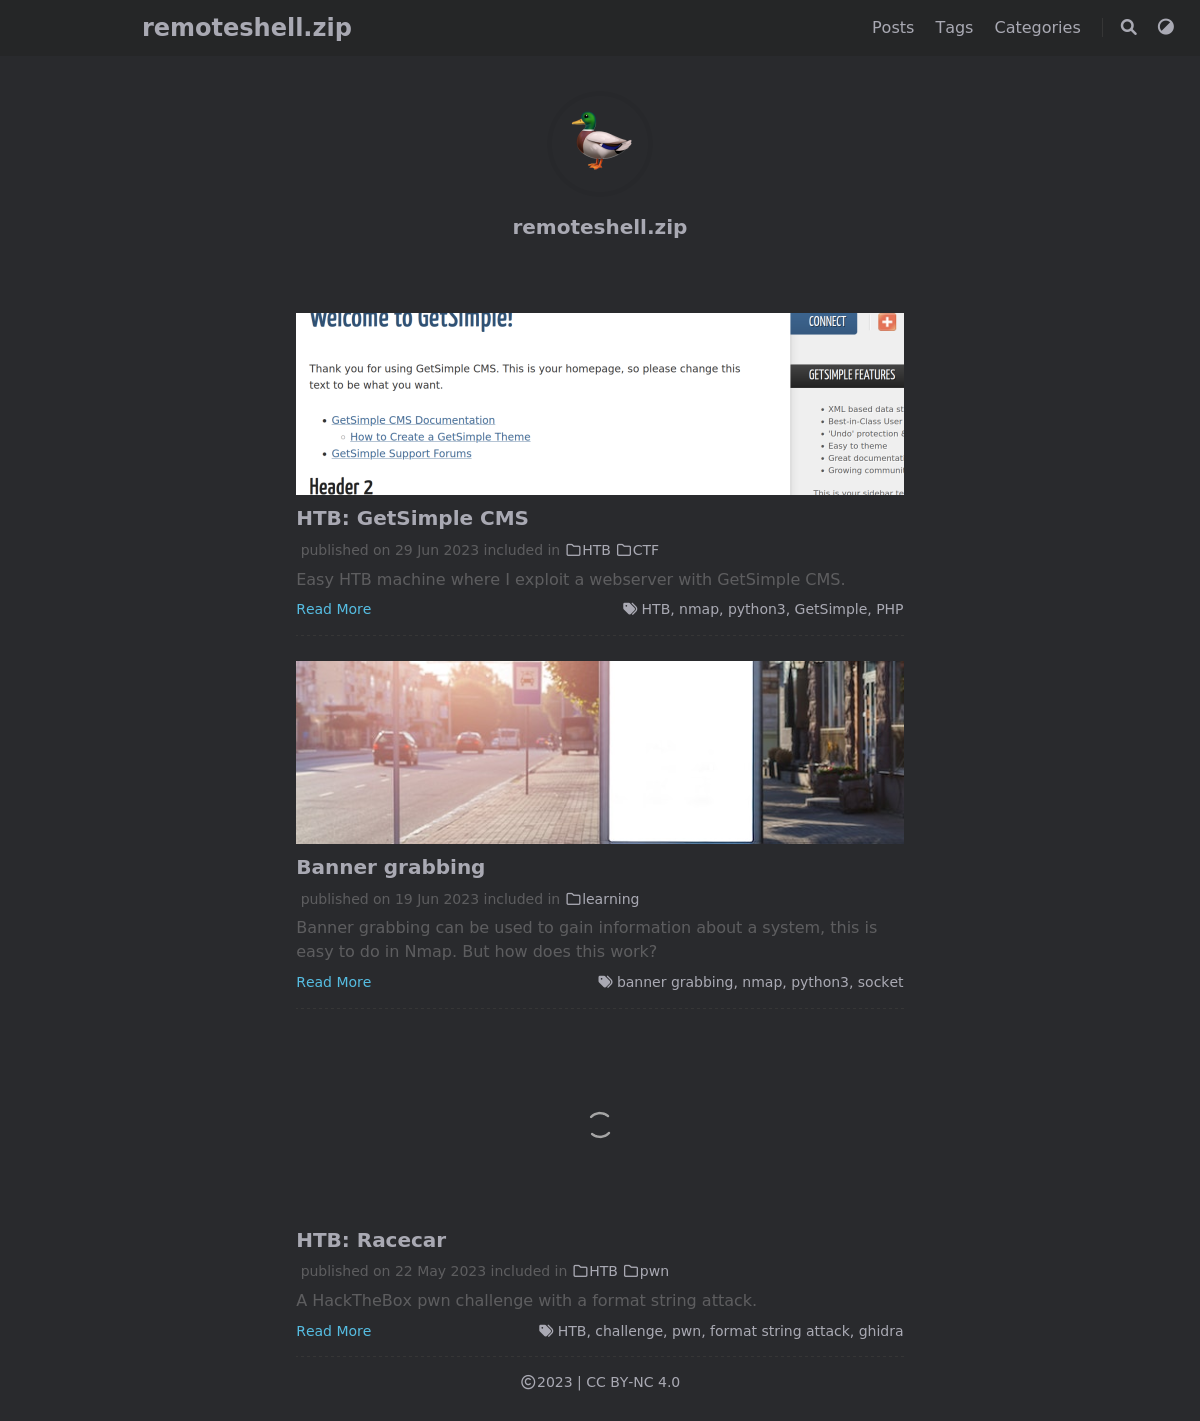 remoteshell.zip
Posts Tags Categories
remoteshell.zip
Welcome to GetSimple!
CONNECT
Thank you for using GetSimple CMS. This is your homepage, so please change this
text to be what you want.
GETSIMPLE FEATURES
• GetSimple CMS Documentation
◦ How to Create a GetSimple Theme
• GetSimple Support Forums
• XML based data st
• Best-in-Class User
• 'Undo' protection &
• Easy to theme
• Great documentat
• Growing communit
Header 2
This is your sidebar te
HTB: GetSimple CMS
published on 29 Jun 2023 included in HTB CTF
Easy HTB machine where I exploit a webserver with GetSimple CMS.
Read More HTB, nmap, python3, GetSimple, PHP
Banner grabbing
published on 19 Jun 2023 included in learning
Banner grabbing can be used to gain information about a system, this is
easy to do in Nmap. But how does this work?
Read More banner grabbing, nmap, python3, socket
HTB: Racecar
published on 22 May 2023 included in HTB pwn
A HackTheBox pwn challenge with a format string attack.
Read More HTB, challenge, pwn, format string attack, ghidra
©2023 | CC BY-NC 4.0